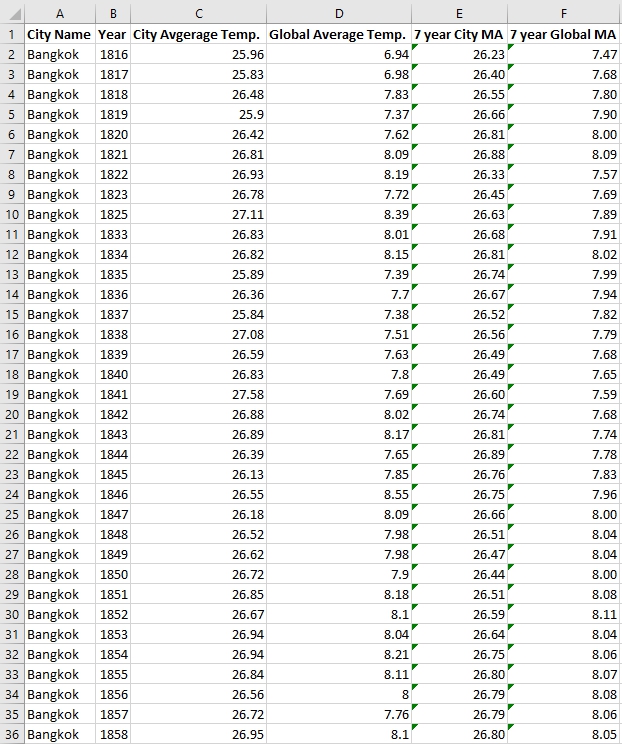 A B C D E F
1 City Name Year City Avgerage Temp. Global Average Temp. 7 year City MA 7 year Global MA
2 Bangkok 1816 25.96 6.94 26.23 7.47
3 Bangkok 1817 25.83 6.98 26.40 7.68
4 Bangkok 1818 26.48 7.83 26.55 7.80
5 Bangkok 1819 25.9 7.37 26.66 7.90
6 Bangkok 1820 26.42 7.62 26.81 8.00
7 Bangkok 1821 26.81 8.09 26.88 8.09
8 Bangkok 1822 26.93 8.19 26.33 7.57
9 Bangkok 1823 26.78 7.72 26.45 7.69
10 Bangkok 1825 27.11 8.39 26.63 7.89
11 Bangkok 1833 26.83 8.01 26.68 7.91
12 Bangkok 1834 26.82 8.15 26.81 8.02
13 Bangkok 1835 25.89 7.39 26.74 7.99
14 Bangkok 1836 26.36 7.7 26.67 7.94
15 Bangkok 1837 25.84 7.38 26.52 7.82
16 Bangkok 1838 27.08 7.51 26.56 7.79
17 Bangkok 1839 26.59 7.63 26.49 7.68
18 Bangkok 1840 26.83 7.8 26.49 7.65
19 Bangkok 1841 27.58 7.69 26.60 7.59
20 Bangkok 1842 26.88 8.02 26.74 7.68
21 Bangkok 1843 26.89 8.17 26.81 7.74
22 Bangkok 1844 26.39 7.65 26.89 7.78
23 Bangkok 1845 26.13 7.85 26.76 7.83
24 Bangkok 1846 26.55 8.55 26.75 7.96
25 Bangkok 1847 26.18 8.09 26.66 8.00
26 Bangkok 1848 26.52 7.98 26.51 8.04
27 Bangkok 1849 26.62 7.98 26.47 8.04
28 Bangkok 1850 26.72 7.9 26.44 8.00
29 Bangkok 1851 26.85 8.18 26.51 8.08
30 Bangkok 1852 26.67 8.1 26.59 8.11
31 Bangkok 1853 26.94 8.04 26.64 8.04
32 Bangkok 1854 26.94 8.21 26.75 8.06
33 Bangkok 1855 26.84 8.11 26.80 8.07
34 Bangkok 1856 26.56 8 26.79 8.08
35 Bangkok 1857 26.72 7.76 26.79 8.06
36 Bangkok 1858 26.95 8.1 26.80 8.05